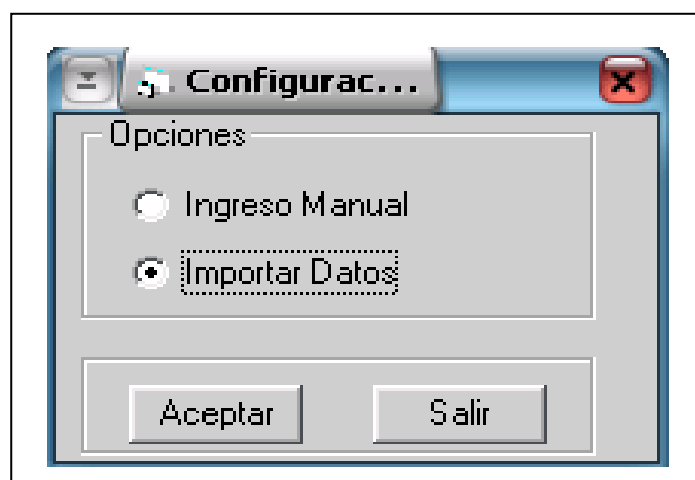 Configurac...
Opciones
Ingreso Manual
Importar Datos
Aceptar Salir